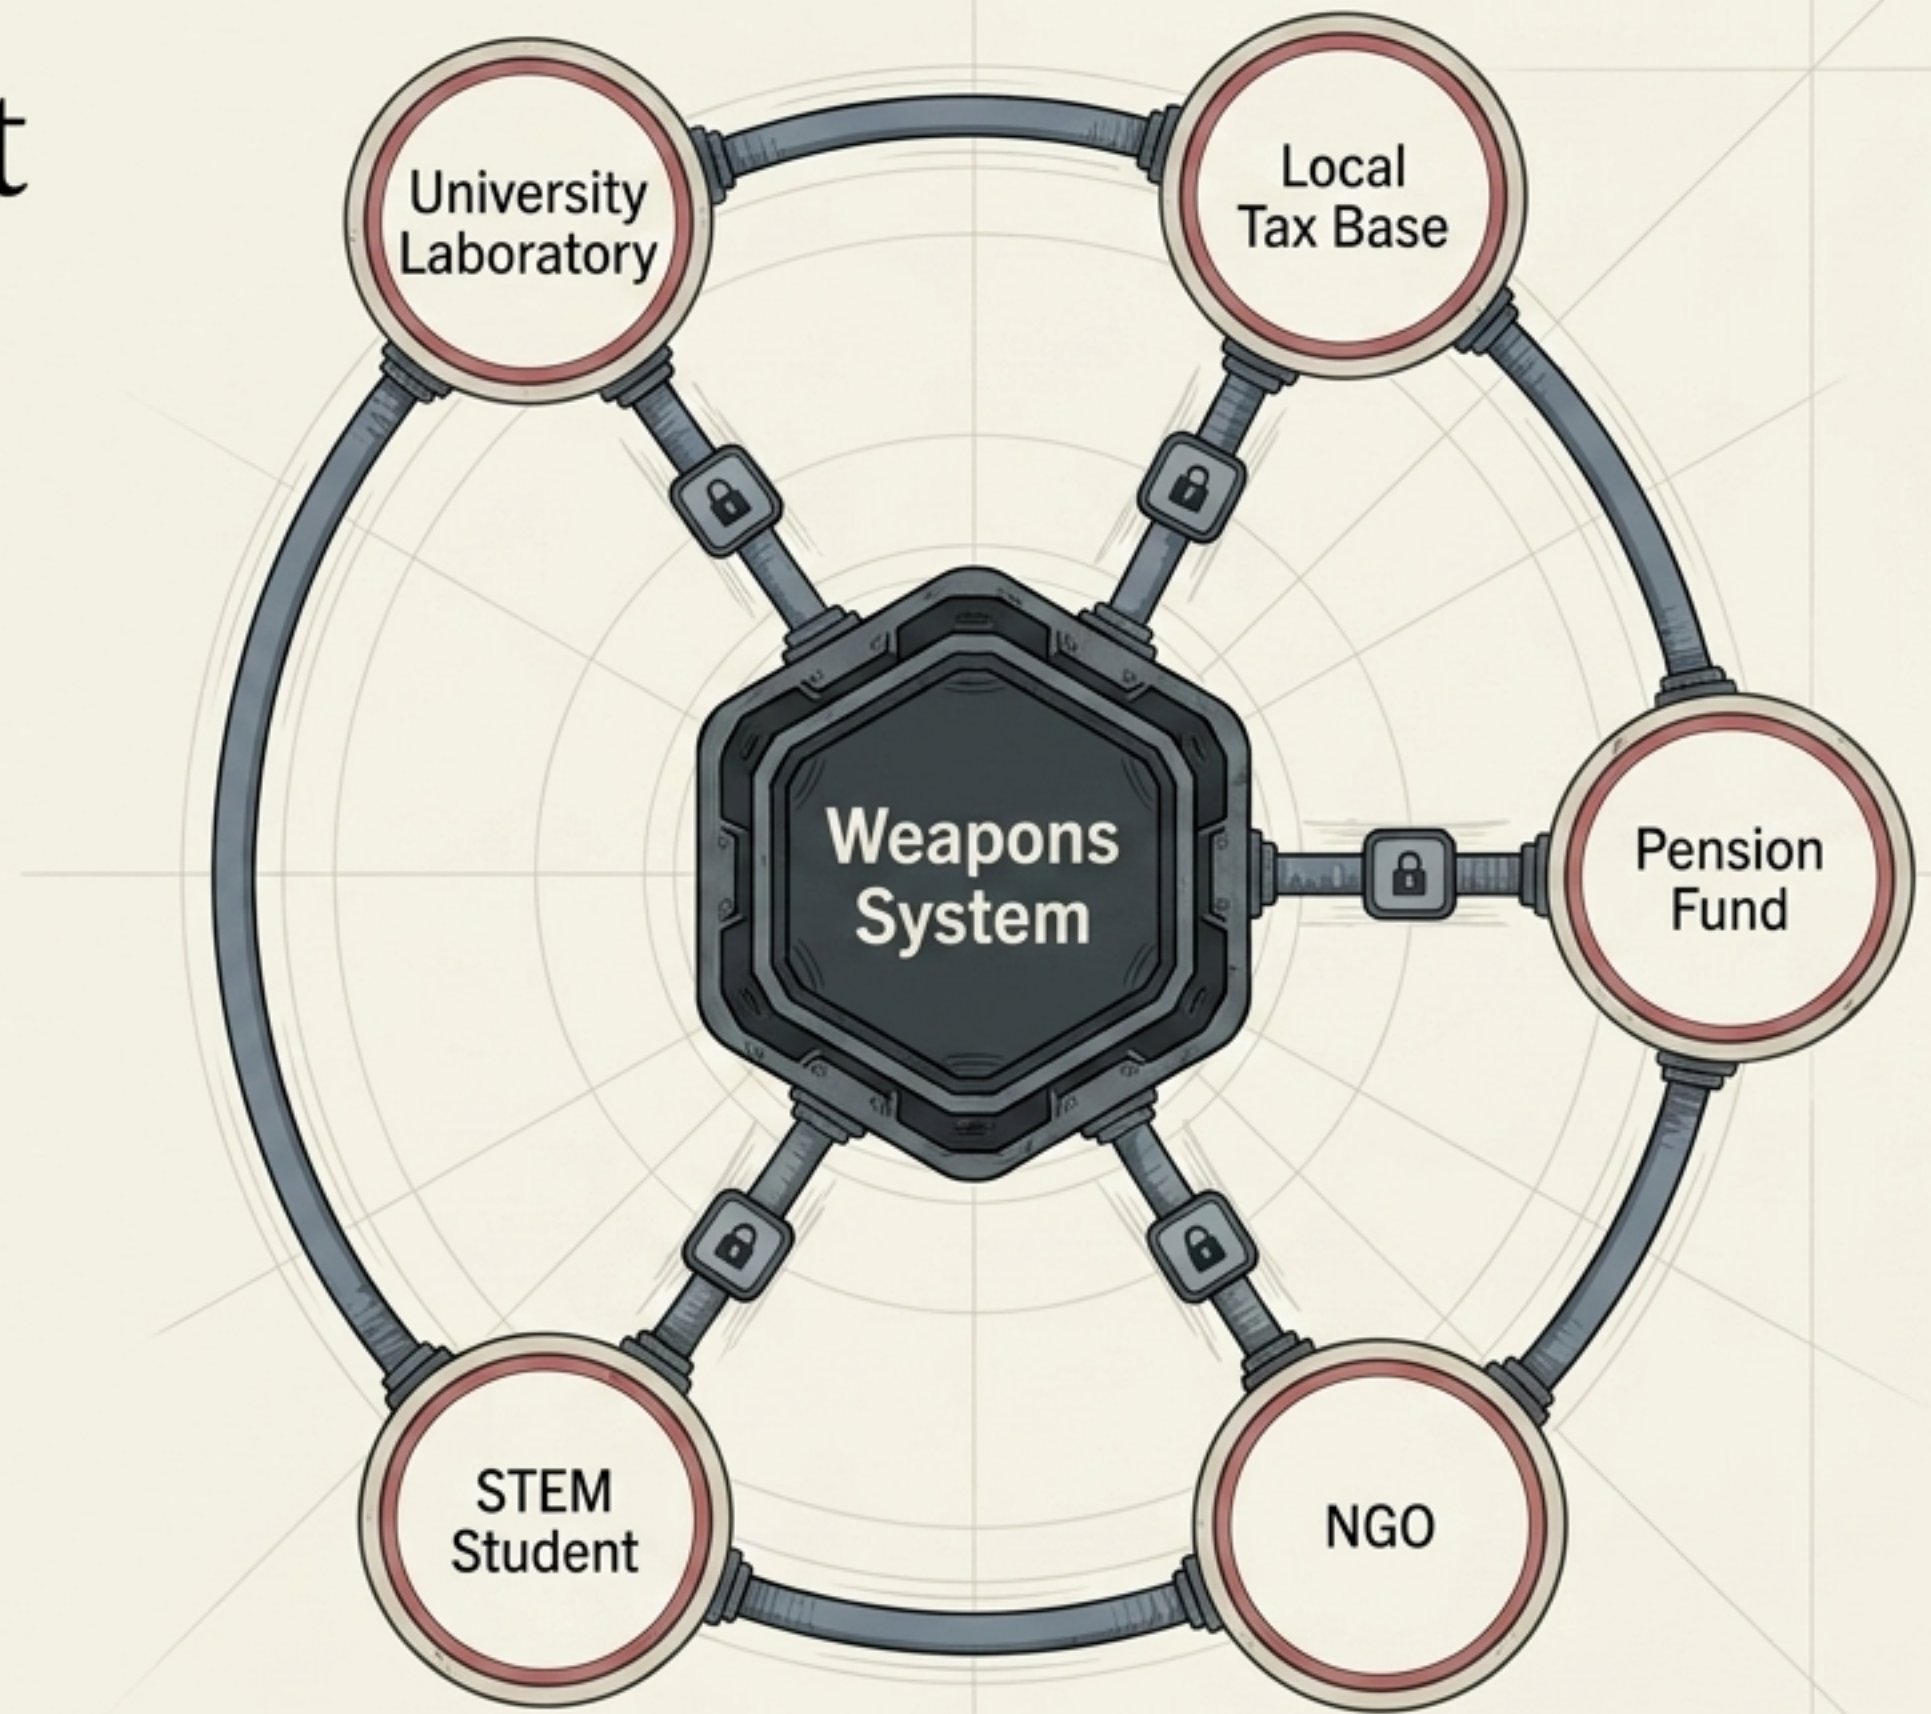 t
University
Laboratory
Local
Tax Base
Weapons
System
Pension
Fund
STEM
Student
NGO